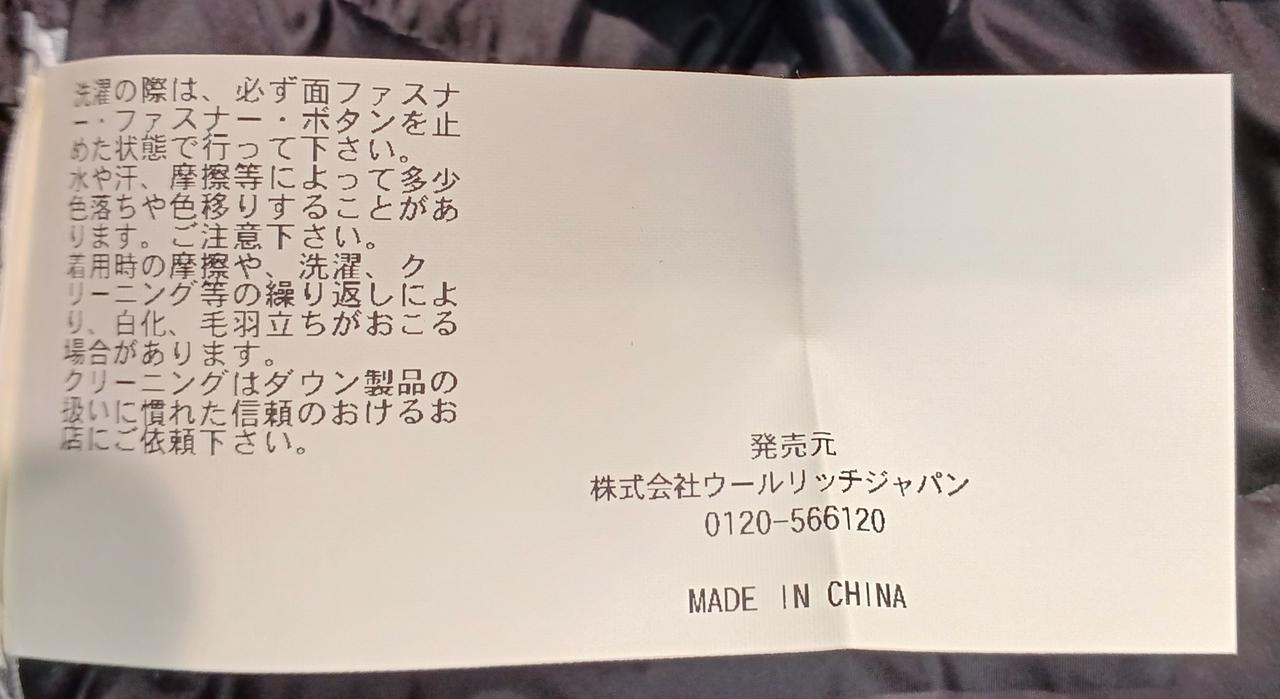 洗濯の際は、必ず面ファスナ
ー・ファスナー・ボタンを止
めた状態で行って下さい。
水や汗、摩擦等によって多少
色落ちや色移りすることがあ
ります。ご注意下さい。
着用時の摩擦や、洗濯、ク
リーニング等の繰り返しによ
り、白化、毛羽立ちがおこる
場合があります。
クリーニングはダウン製品の
扱いに慣れた信頼のおけるお
店にご依頼下さい。
発売元
株式会社ウールリッチジャパン
0120-566120
MADE IN CHINA